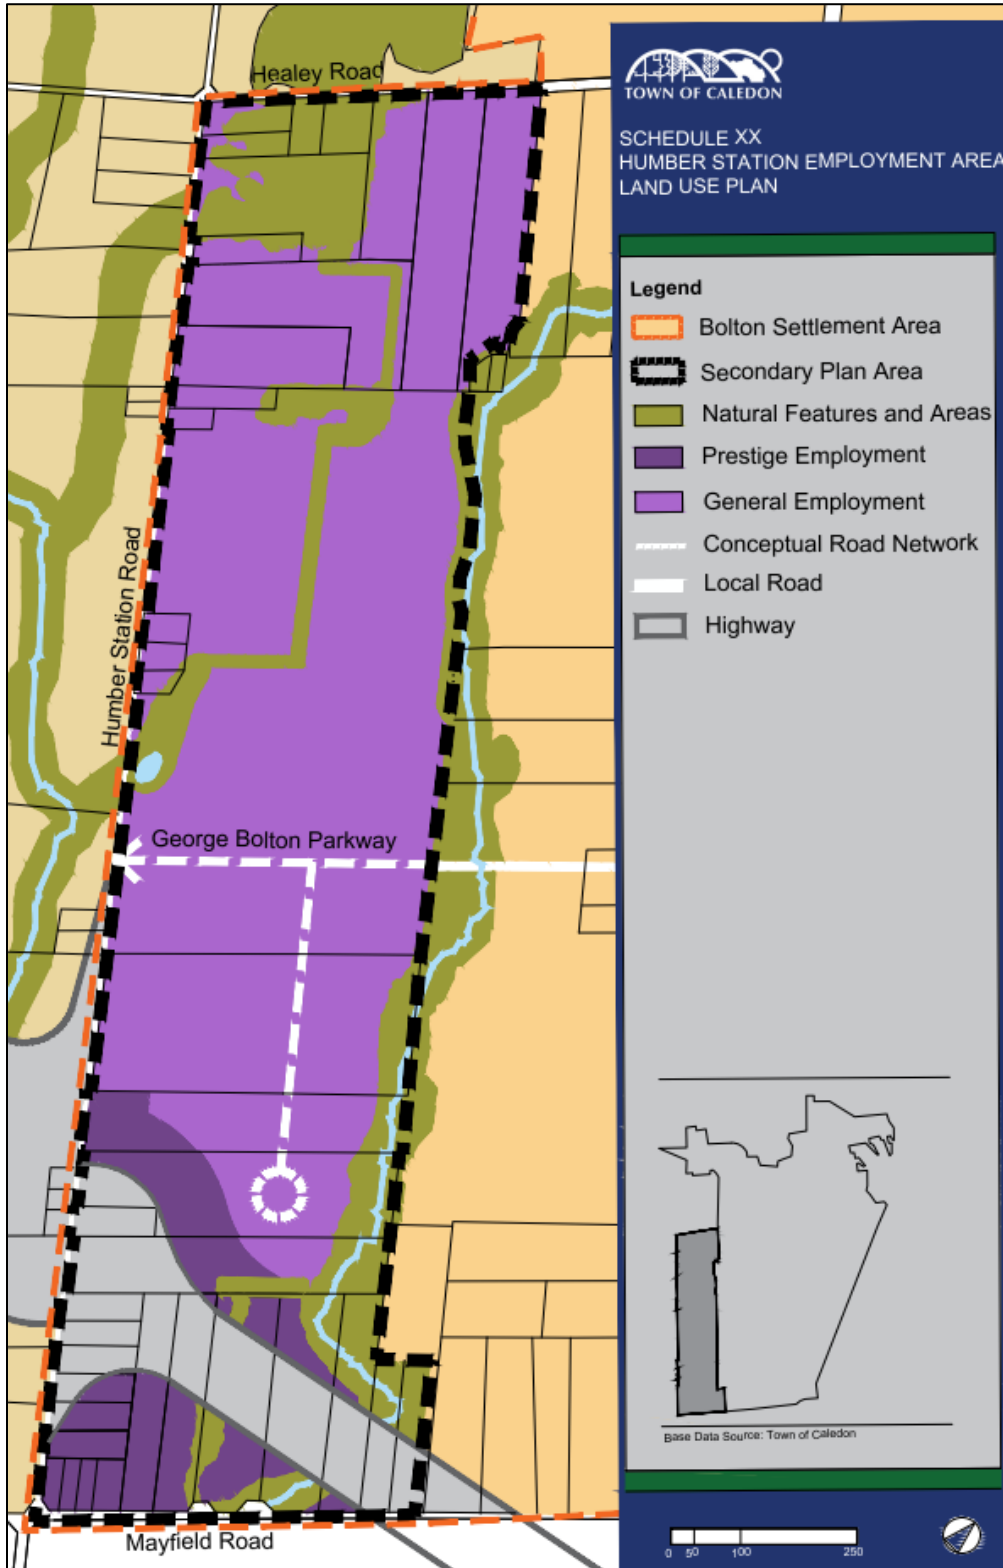 Healey Road
Humber Station Road
George Bolton Parkway
Mayfield Road
TOWN OF CALEDON
SCHEDULE XX
HUMBER STATION EMPLOYMENT AREA
LAND USE PLAN
Legend
Bolton Settlement Area
Secondary Plan Area
Natural Features and Areas
Prestige Employment
General Employment
Conceptual Road Network
Local Road
Highway
Base Data Source: Town of Caledon
0 50 100 250